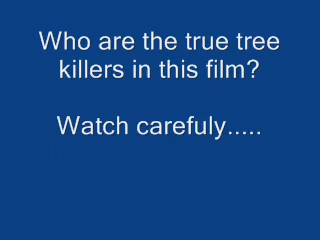 Who are the true tree
killers in this film?
Watch carefuly.....